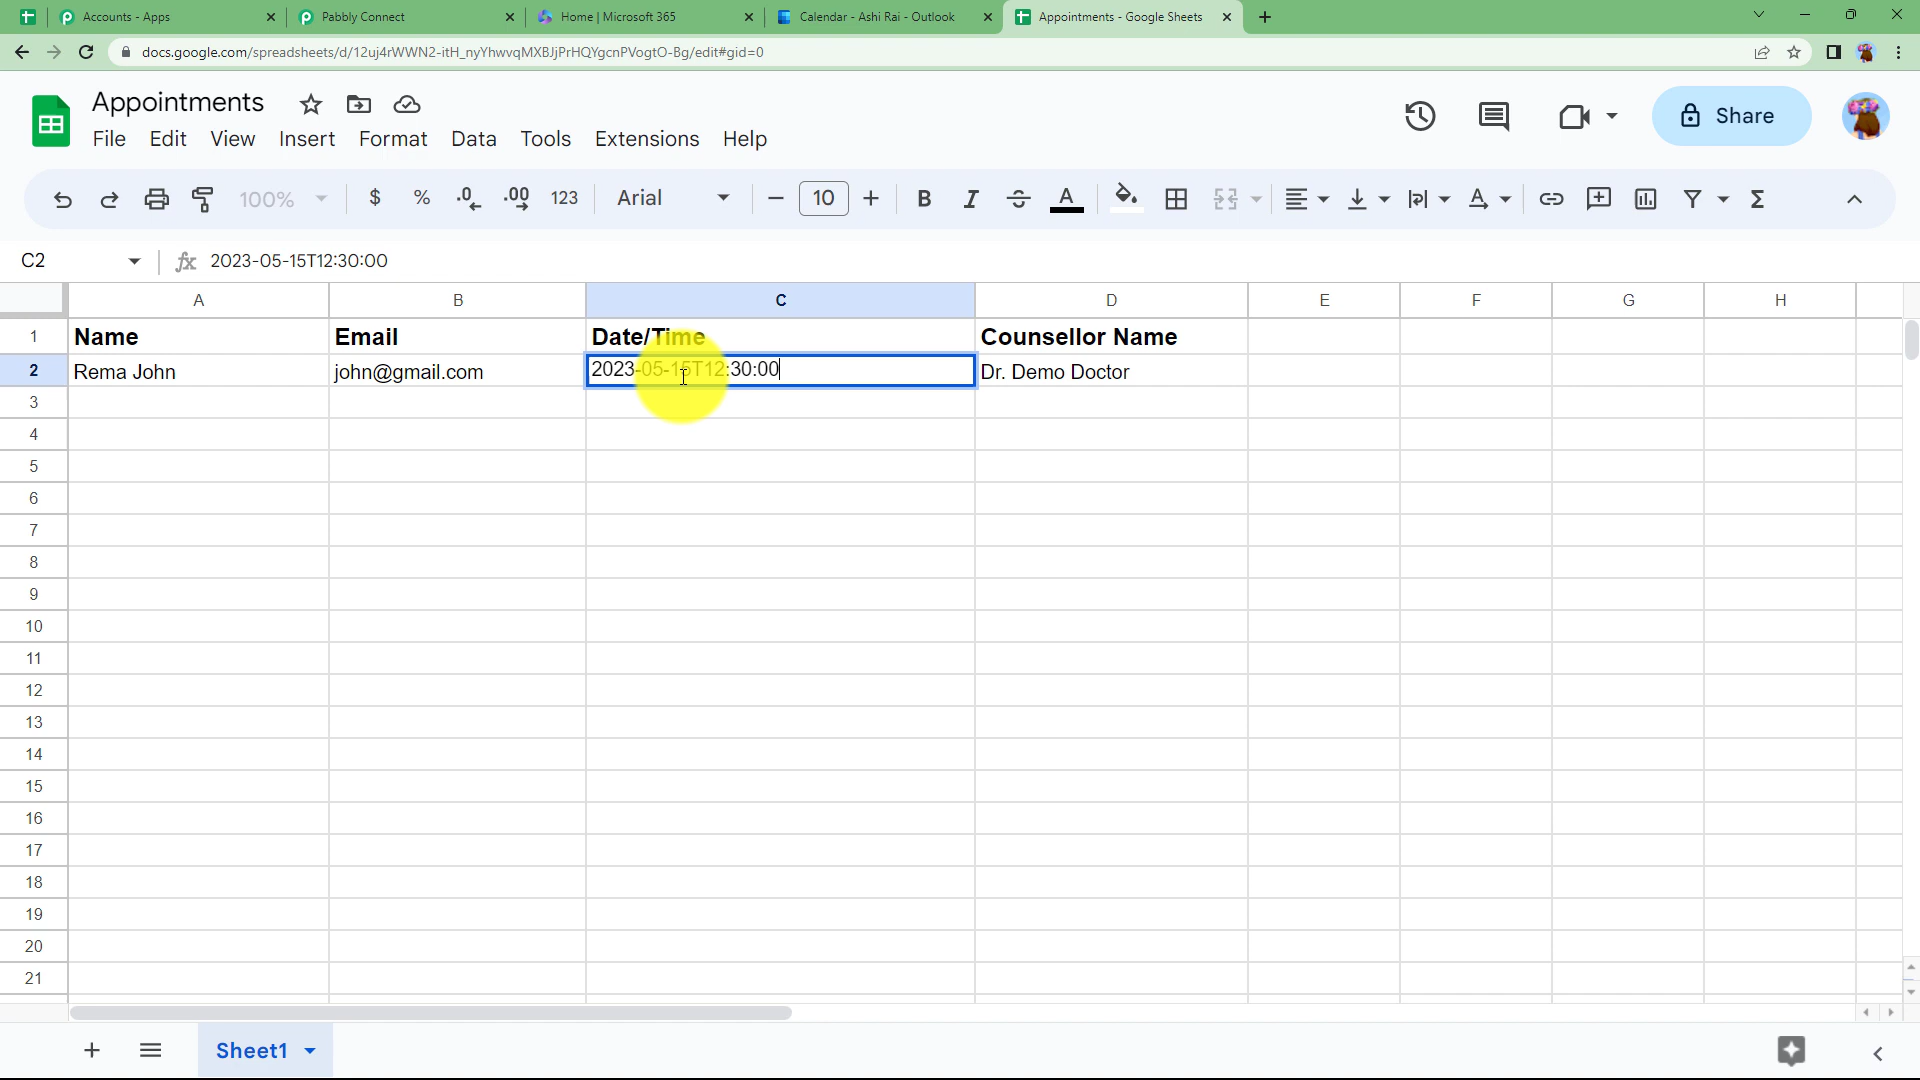 Accounts - Apps
Pabbly Connect
Home | Microsoft 365
Calendar - Ashi Rai - Outlook
Appointments - Google Sheets
docs.google.com/spreadsheets/d/12uj4rWWN2-itH_nyYhwvqMXBJjPrHQYgcnPVogtO-Bg/edit#gid=0
Appointments
File Edit View Insert Format Data Tools Extensions Help
Share
100% $ % .0 .00 123 Arial 10 B I S A
C2 fx 2023-05-15T12:30:00
A B C D E F G H
1 Name Email Date/Time Counsellor Name
2 Rema John john@gmail.com 2023-05-15T12:30:00 Dr. Demo Doctor
3
4
5
6
7
8
9
10
11
12
13
14
15
16
17
18
19
20
21
Sheet1